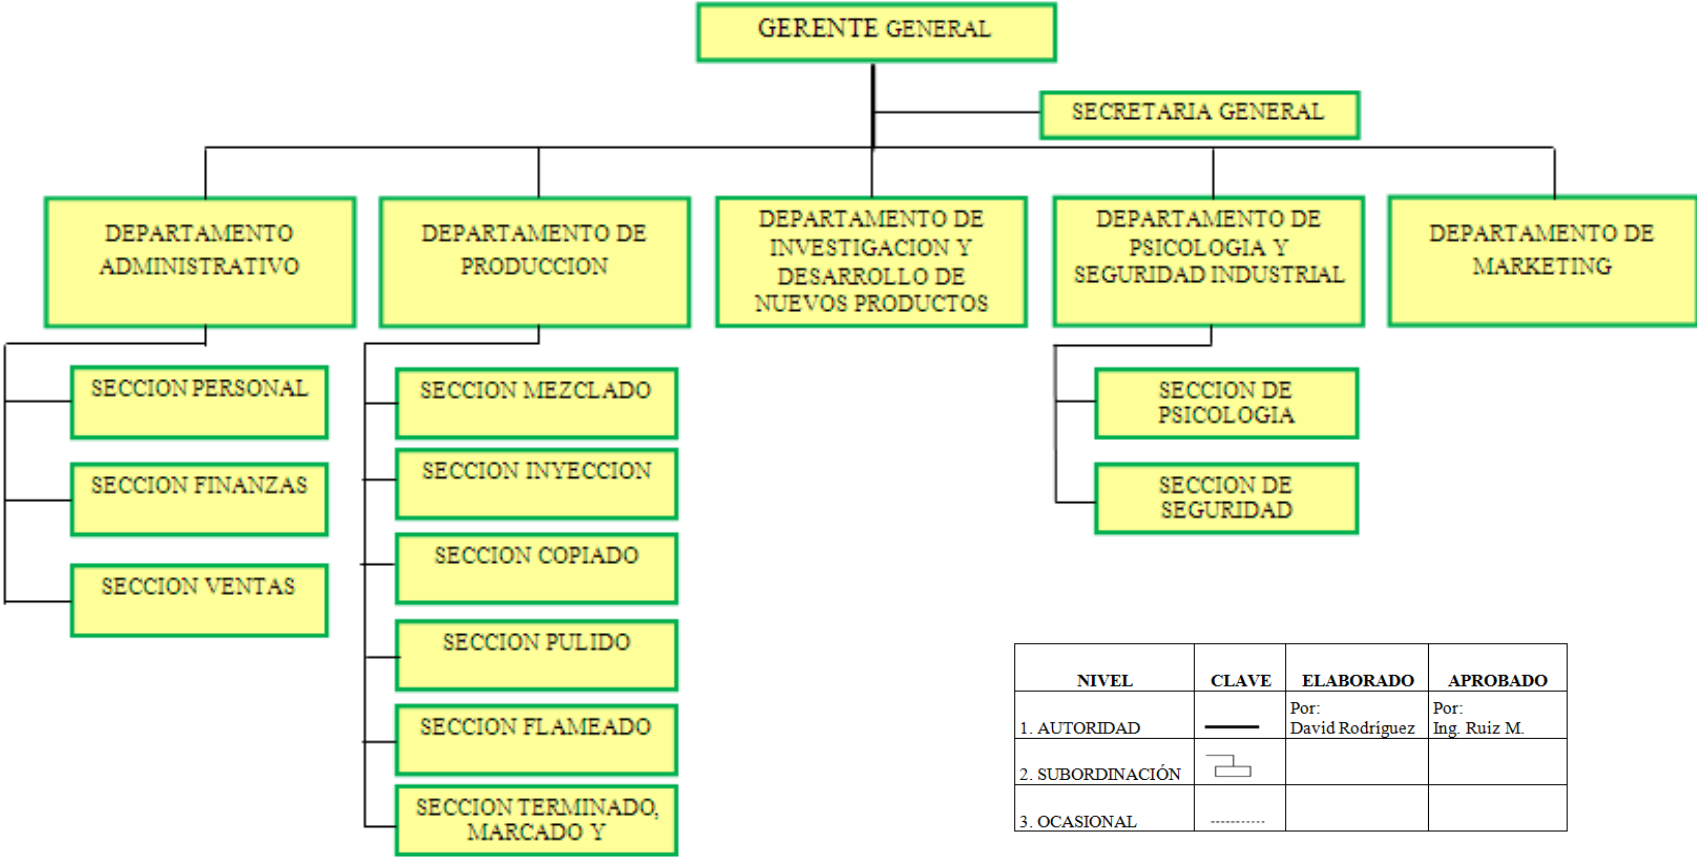 GERENTE GENERAL
SECRETARIA GENERAL
DEPARTAMENTO
ADMINISTRATIVO
DEPARTAMENTO DE
PRODUCCION
DEPARTAMENTO DE
INVESTIGACION Y
DESARROLLO DE
NUEVOS PRODUCTOS
DEPARTAMENTO DE
PSICOLOGIA Y
SEGURIDAD INDUSTRIAL
DEPARTAMENTO DE
MARKETING
SECCION PERSONAL
SECCION FINANZAS
SECCION VENTAS
SECCION MEZCLADO
SECCION INYECCION
SECCION COPIADO
SECCION PULIDO
SECCION FLAMEADO
SECCION TERMINADO,
MARCADO Y
SECCION DE
PSICOLOGIA
SECCION DE
SEGURIDAD
NIVEL CLAVE ELABORADO APROBADO
Por: Por:
1. AUTORIDAD David Rodríguez Ing. Ruiz M.
2. SUBORDINACIÓN
3. OCASIONAL